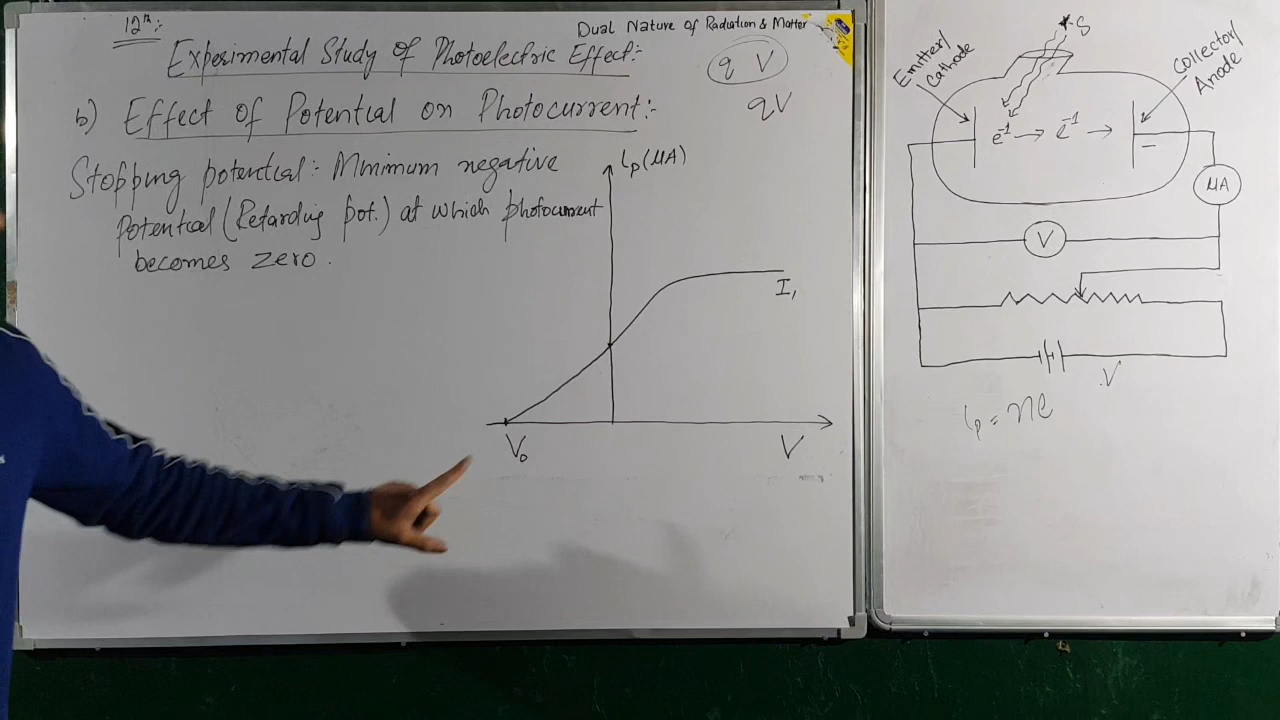 12th:-
Dual Nature of Radiation & Matter
Experimental Study of Photoelectric Effect:-
q V
qV
b) Effect of Potential on Photocurrent:-
Stopping potential:- Minimum negative
Potential (Retarding pot.) at which photocurrent
becomes zero.
ip (μA)
I1
V0
V
S
Emitter/
Cathode
Collector/
Anode
e-1 → e-1 →
μA
V
V
ip = ne